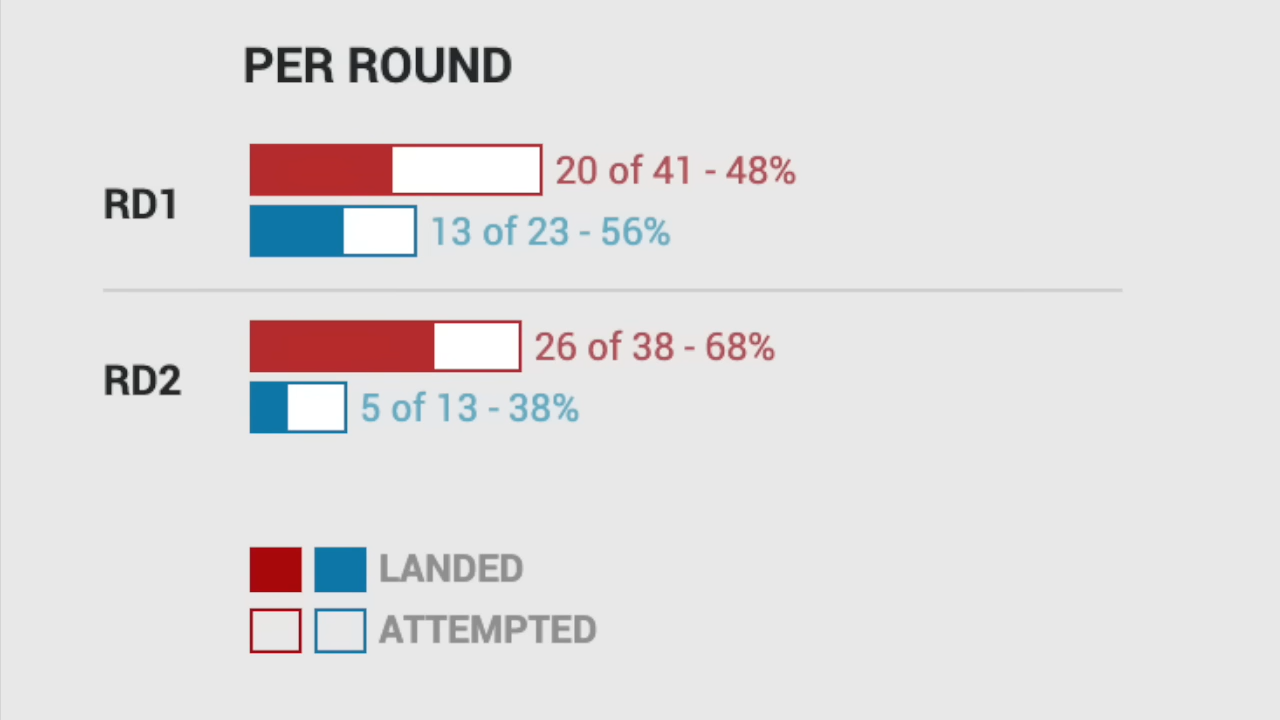 PER ROUND
RD1
20 of 41 - 48%
13 of 23 - 56%
RD2
26 of 38 - 68%
5 of 13 - 38%
LANDED
ATTEMPTED